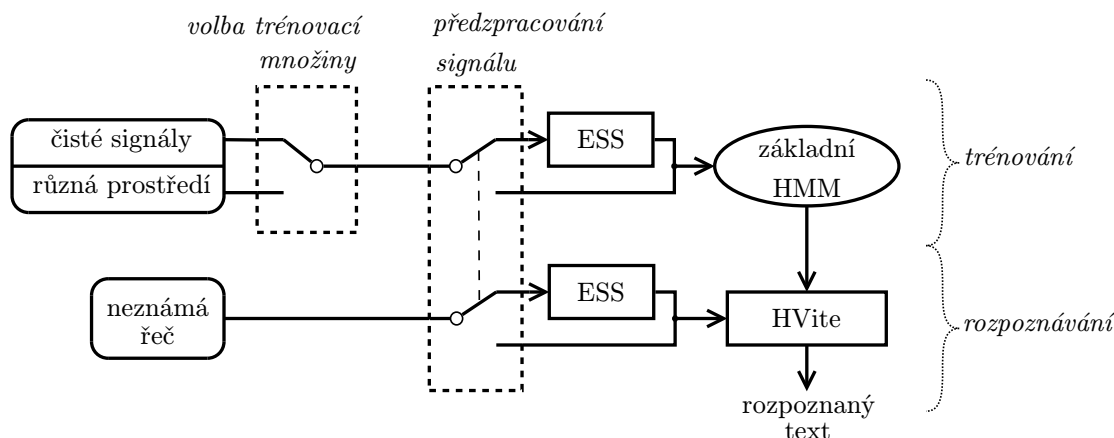 volba trénovací
množiny
předzpracování
signálu
čisté signály
různá prostředí
ESS
základní
HMM
trénování
neznámá
řeč
ESS
HVite
rozpoznávání
rozpoznaný
text